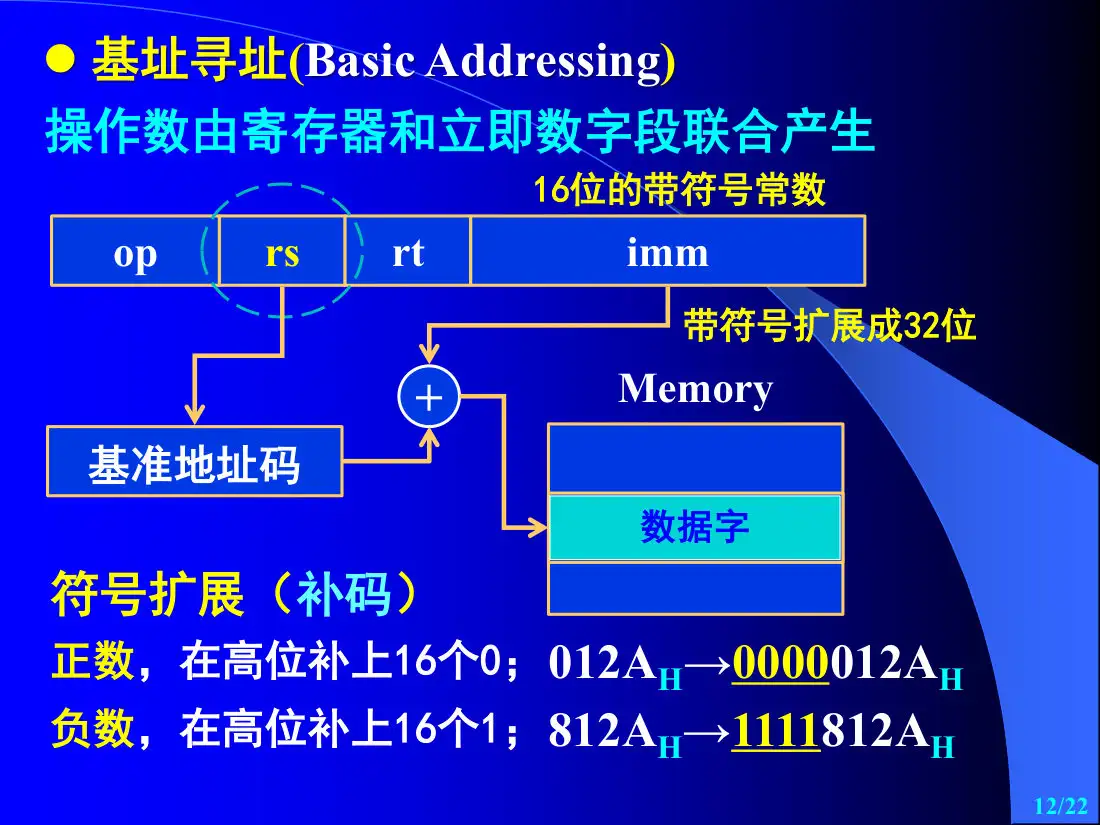 基址寻址(Basic Addressing)
操作数由寄存器和立即数字段联合产生
16位的带符号常数
op rs rt imm
带符号扩展成32位
Memory
+
基准地址码
数据字
符号扩展（补码）
正数，在高位补上16个0；012AH→0000012AH
负数，在高位补上16个1；812AH→1111812AH
12/22